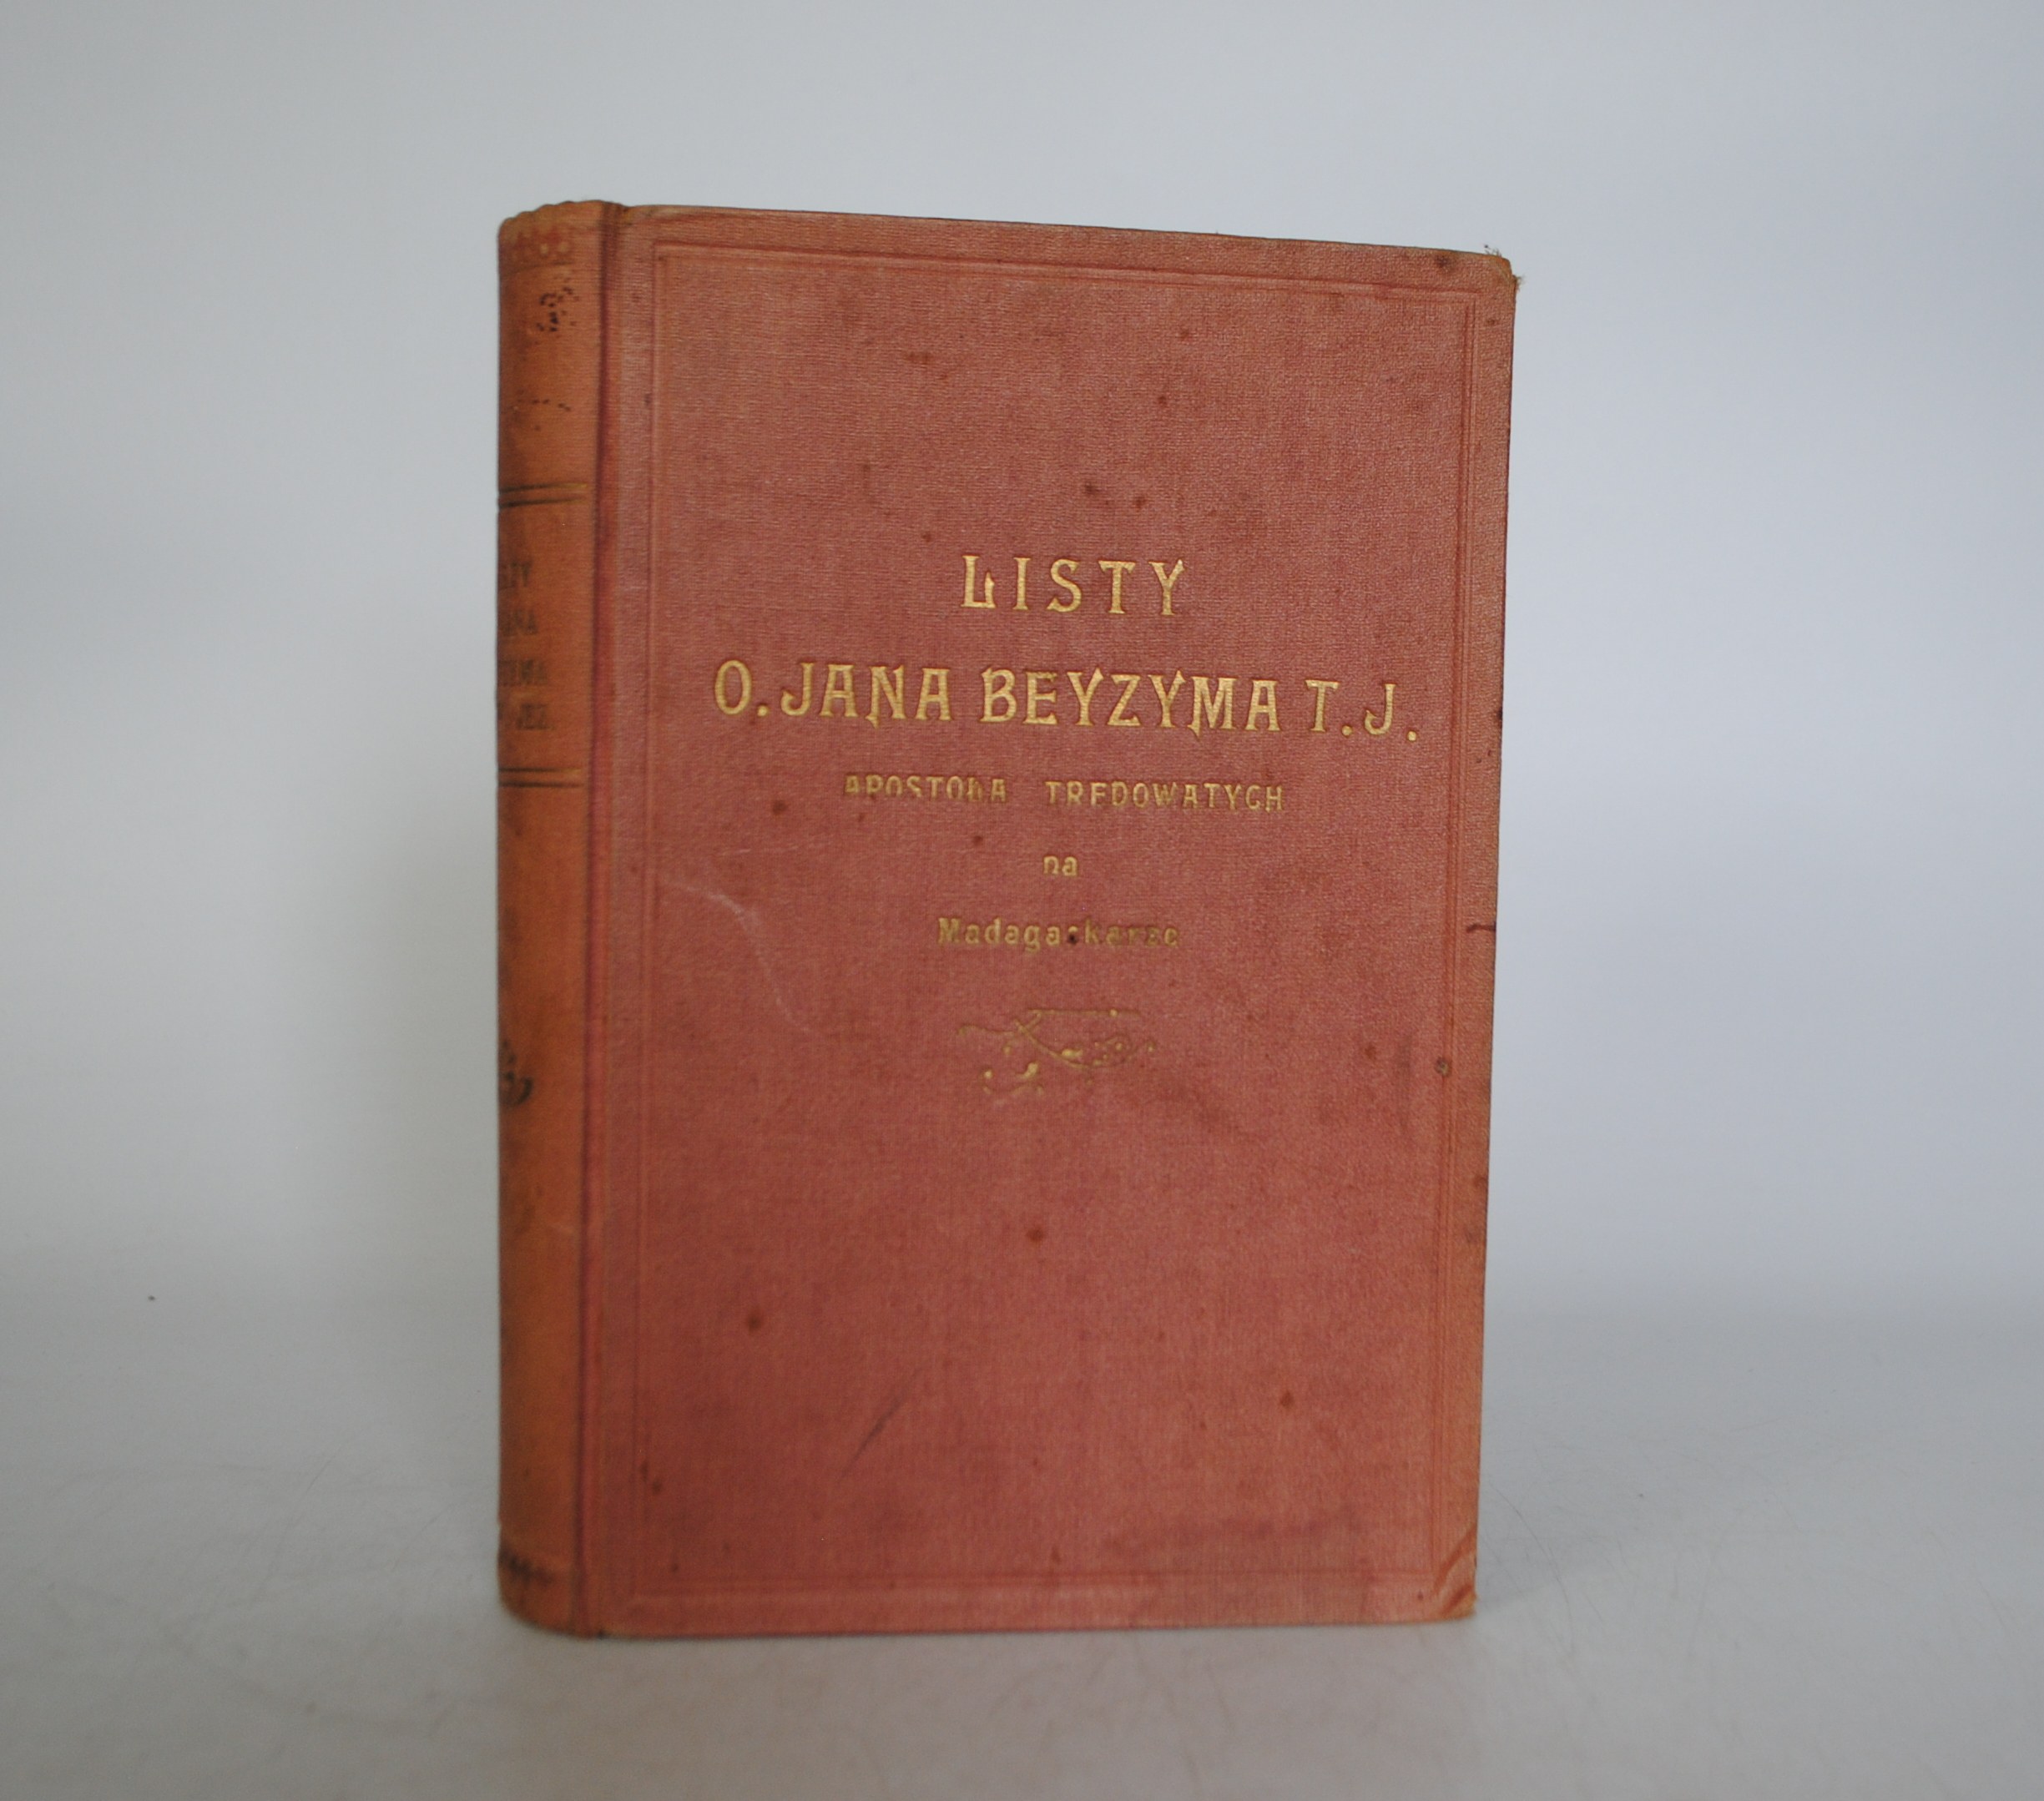 LISTY
O. JANA BEYZYMA T. J.
APOSTOŁA TRĘDOWATYCH
na
Madagaskarze